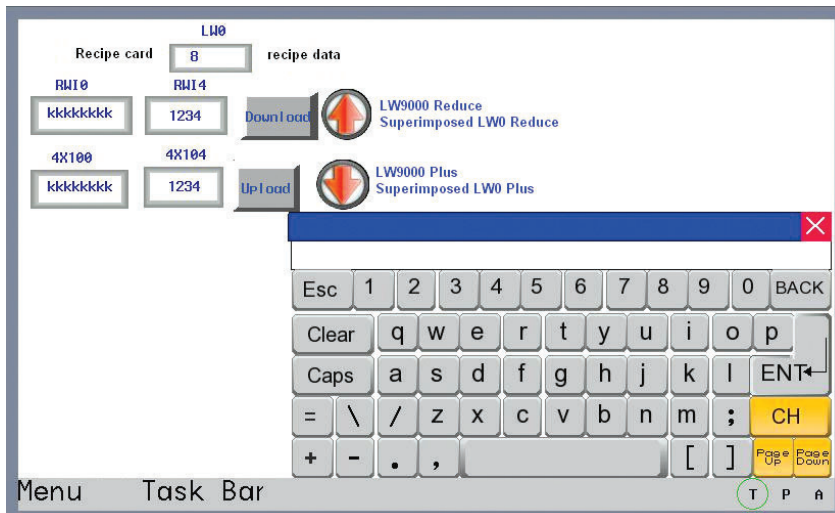 LW0
Recipe card 8 recipe data
RWI0 RWI4
kkkkkkkk 1234 Download LW9000 Reduce
Superimposed LW0 Reduce
4X100 4X104
kkkkkkkk 1234 Upload LW9000 Plus
Superimposed LW0 Plus
Esc 1 2 3 4 5 6 7 8 9 0 BACK
Clear q w e r t y u i o p
Caps a s d f g h j k l ENT
= \ / z x c v b n m ; CH
+ - . , [ ] Page Up Page Down
Menu Task Bar T P A